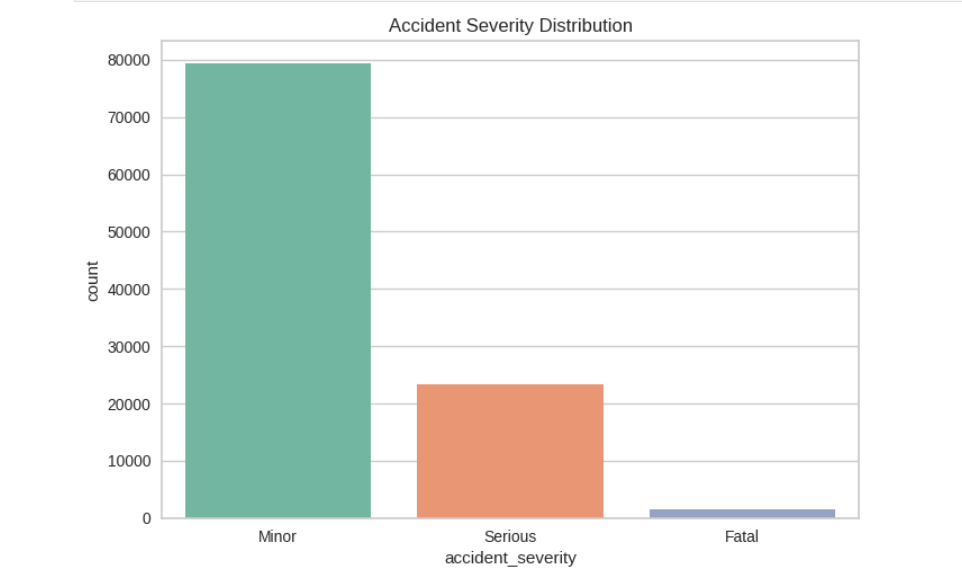 Accident Severity Distribution
80000
70000
60000
50000
40000
30000
20000
10000
0
count
Minor Serious Fatal
accident_severity